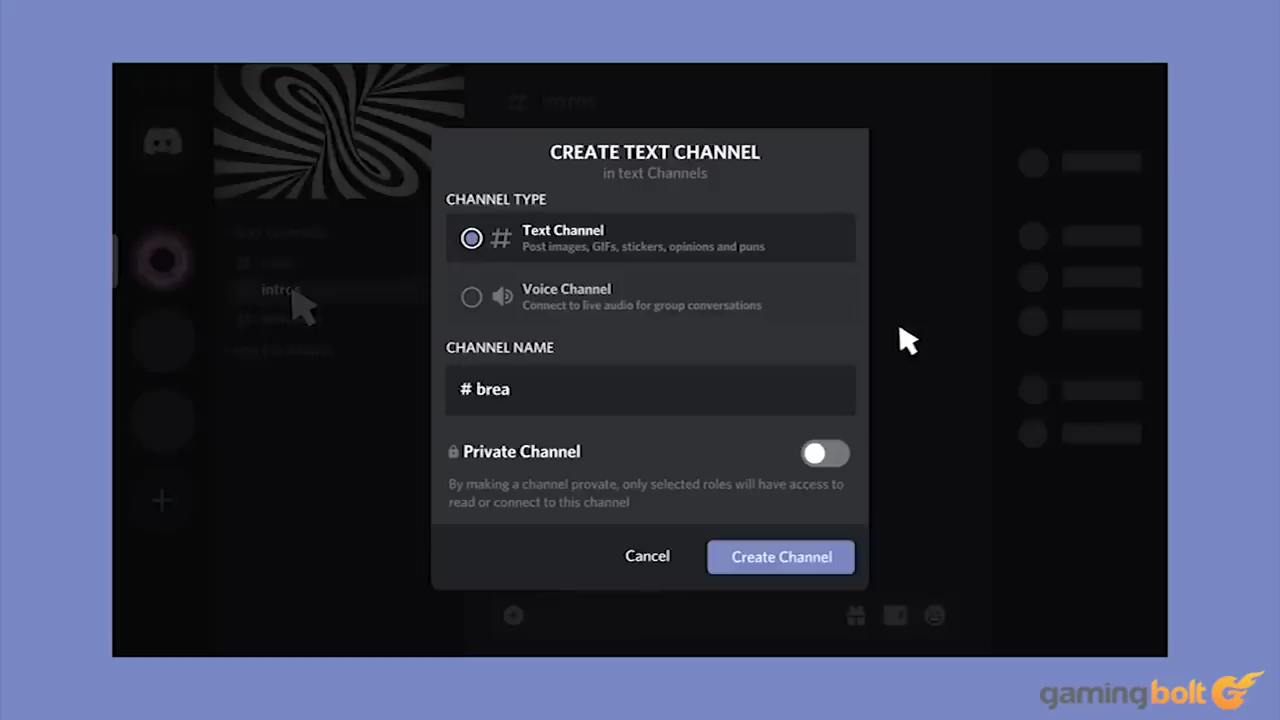 # intros
CREATE TEXT CHANNEL
in text Channels
CHANNEL TYPE
Text Channel
Post images, GIFs, stickers, opinions and puns
intros
Voice Channel
Connect to live audio for group conversations
CHANNEL NAME
# brea
Private Channel
By making a channel provate, only selected roles will have access to
read or connect to this channel
Cancel
Create Channel
gamingbolt